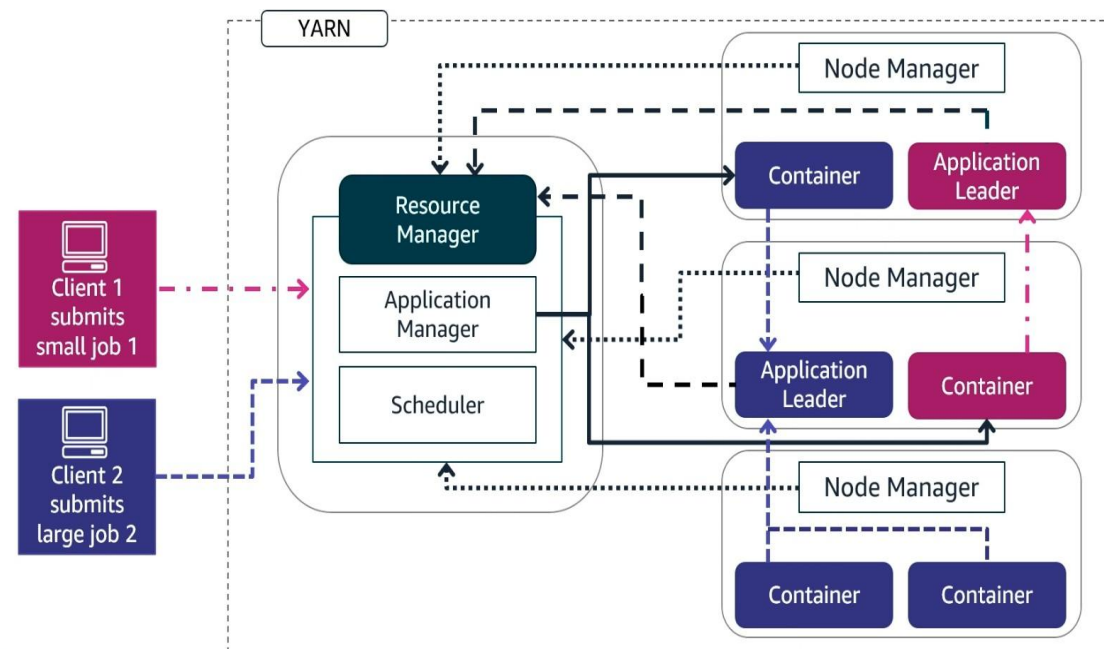 YARN
Node Manager
Container
Application
Leader
Resource
Manager
Client 1
submits
small job 1
Application
Manager
Node Manager
Application
Leader
Container
Scheduler
Client 2
submits
large job 2
Node Manager
Container
Container